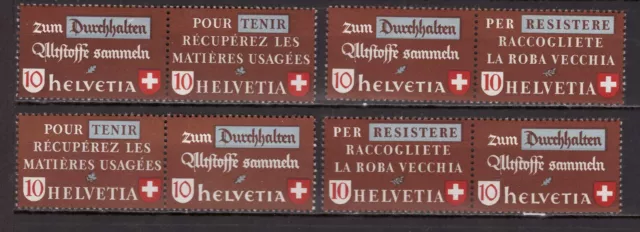 zum Durchhalten
Altstoffe sammeln
10 HELVETIA
POUR TENIR
RÉCUPÉREZ LES
MATIÈRES USAGÉES
10 HELVETIA
zum Durchhalten
Altstoffe sammeln
10 HELVETIA
PER RESISTERE
RACCOGLIETE
LA ROBA VECCHIA
10 HELVETIA
POUR TENIR
RÉCUPÉREZ LES
MATIÈRES USAGÉES
10 HELVETIA
zum Durchhalten
Altstoffe sammeln
10 HELVETIA
PER RESISTERE
RACCOGLIETE
LA ROBA VECCHIA
10 HELVETIA
zum Durchhalten
Altstoffe sammeln
10 HELVETIA